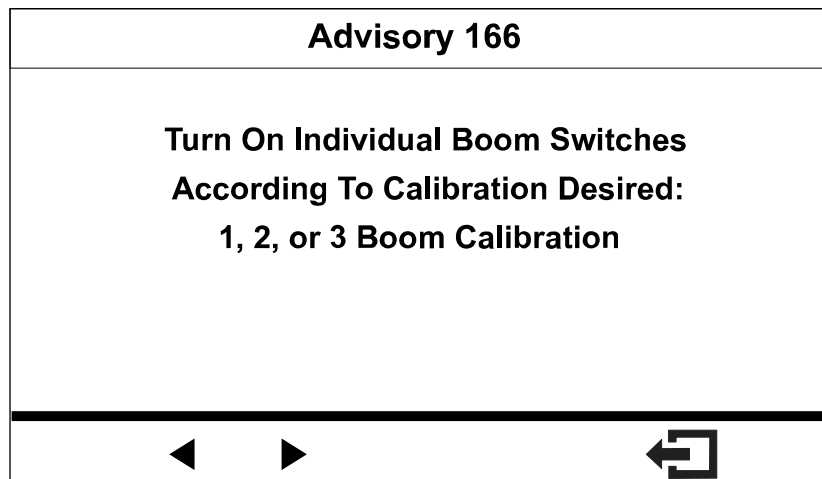 Advisory 166
Turn On Individual Boom Switches
According To Calibration Desired:
1, 2, or 3 Boom Calibration